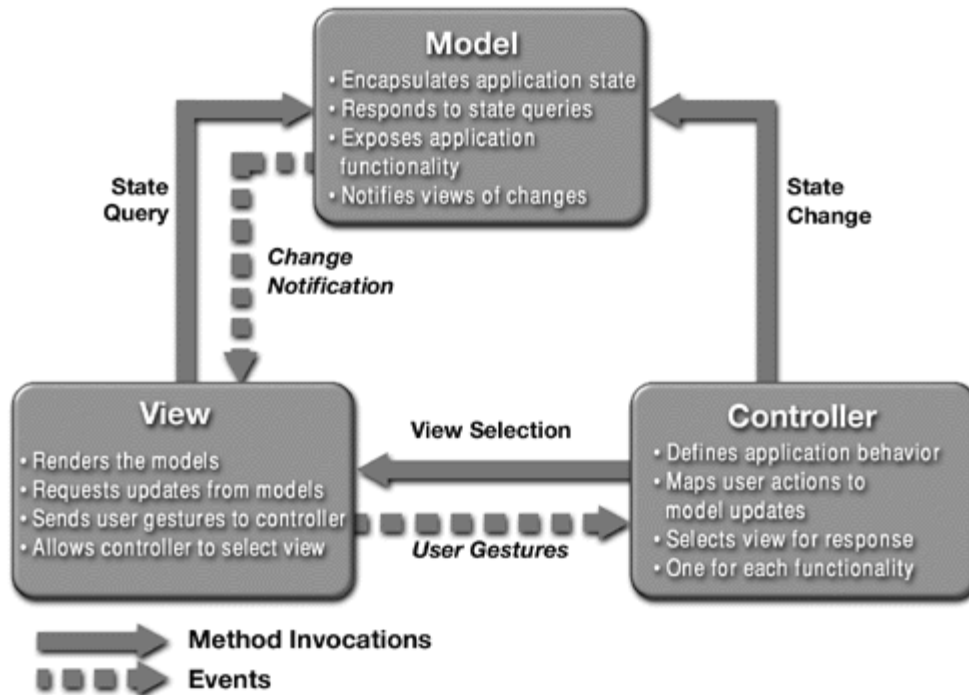 Model
• Encapsulates application state
• Responds to state queries
• Exposes application
functionality
• Notifies views of changes
State
Query
Change
Notification
State
Change
View
• Renders the models
• Requests updates from models
• Sends user gestures to controller
• Allows controller to select view
View Selection
User Gestures
Controller
• Defines application behavior
• Maps user actions to
model updates
• Selects view for response
• One for each functionality
Method Invocations
Events